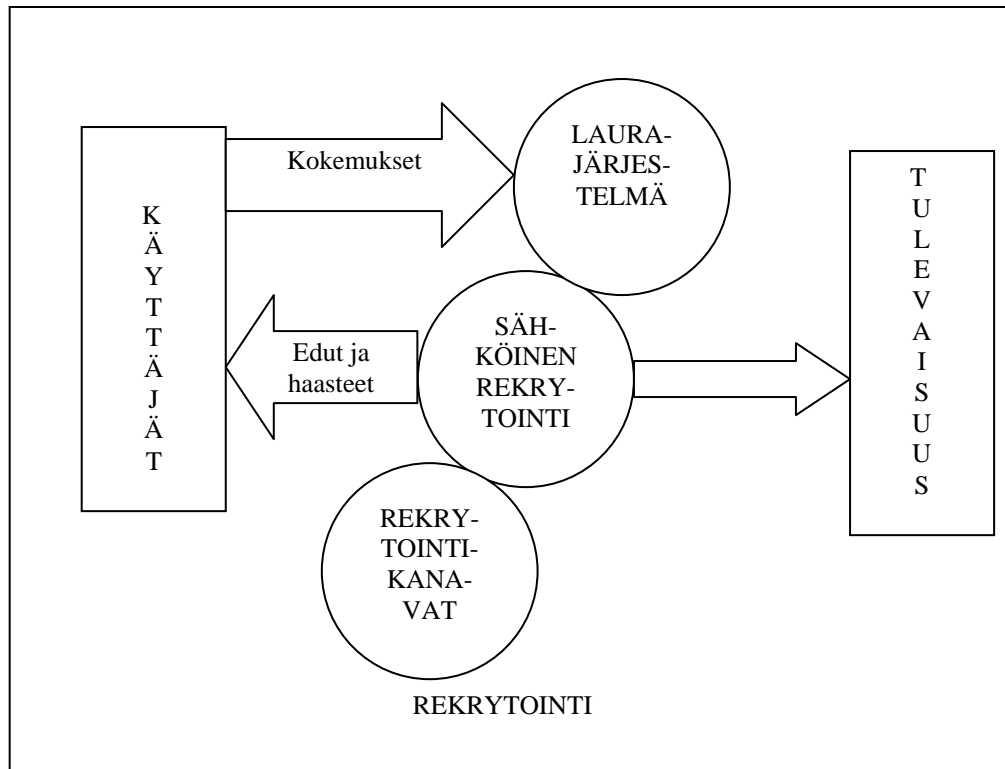 K
Ä
Y
T
T
Ä
J
Ä
T
Kokemukset
LAURA-
JÄRJES-
TELMÄ
Edut ja
haasteet
SÄH-
KÖINEN
REKRY-
TOINTI
REKRY-
TOINTI-
KANA-
VAT
T
U
L
E
V
A
I
S
U
U
S
REKRYTOINTI